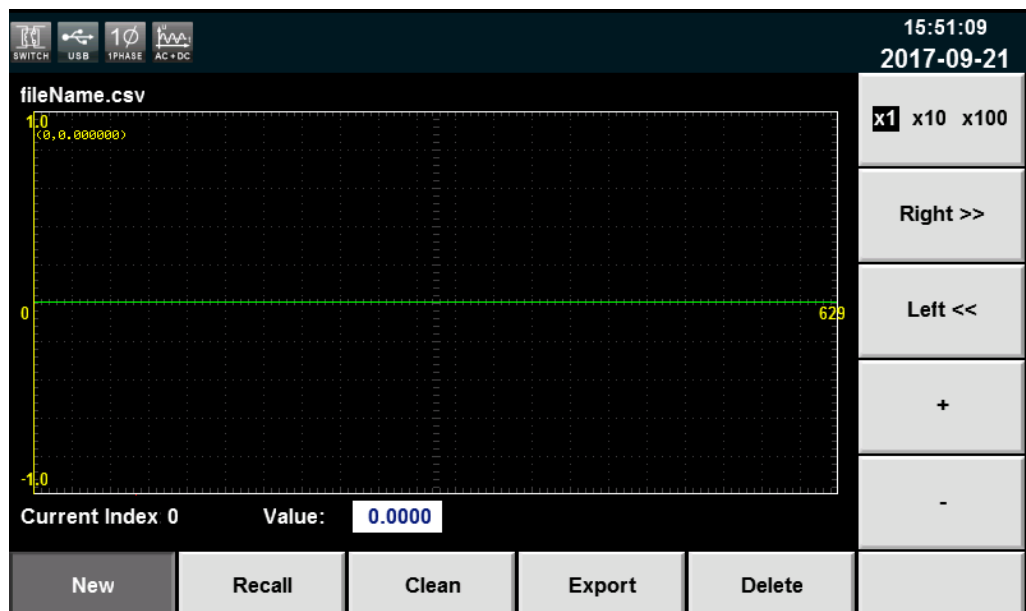 SWITCH USB 1Ø 1PHASE AC+DC
15:51:09
2017-09-21
fileName.csv
1.0
(0,0.000000)
0
629
-1.0
Current Index 0 Value: 0.0000
x1 x10 x100
Right >>
Left <<
+
-
New Recall Clean Export Delete